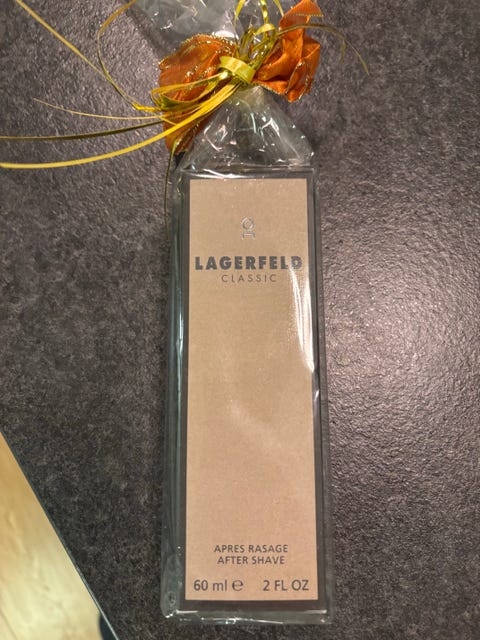 LAGERFELD
CLASSIC
APRES RASAGE
AFTER SHAVE
60 ml ℮ 2 FL OZ